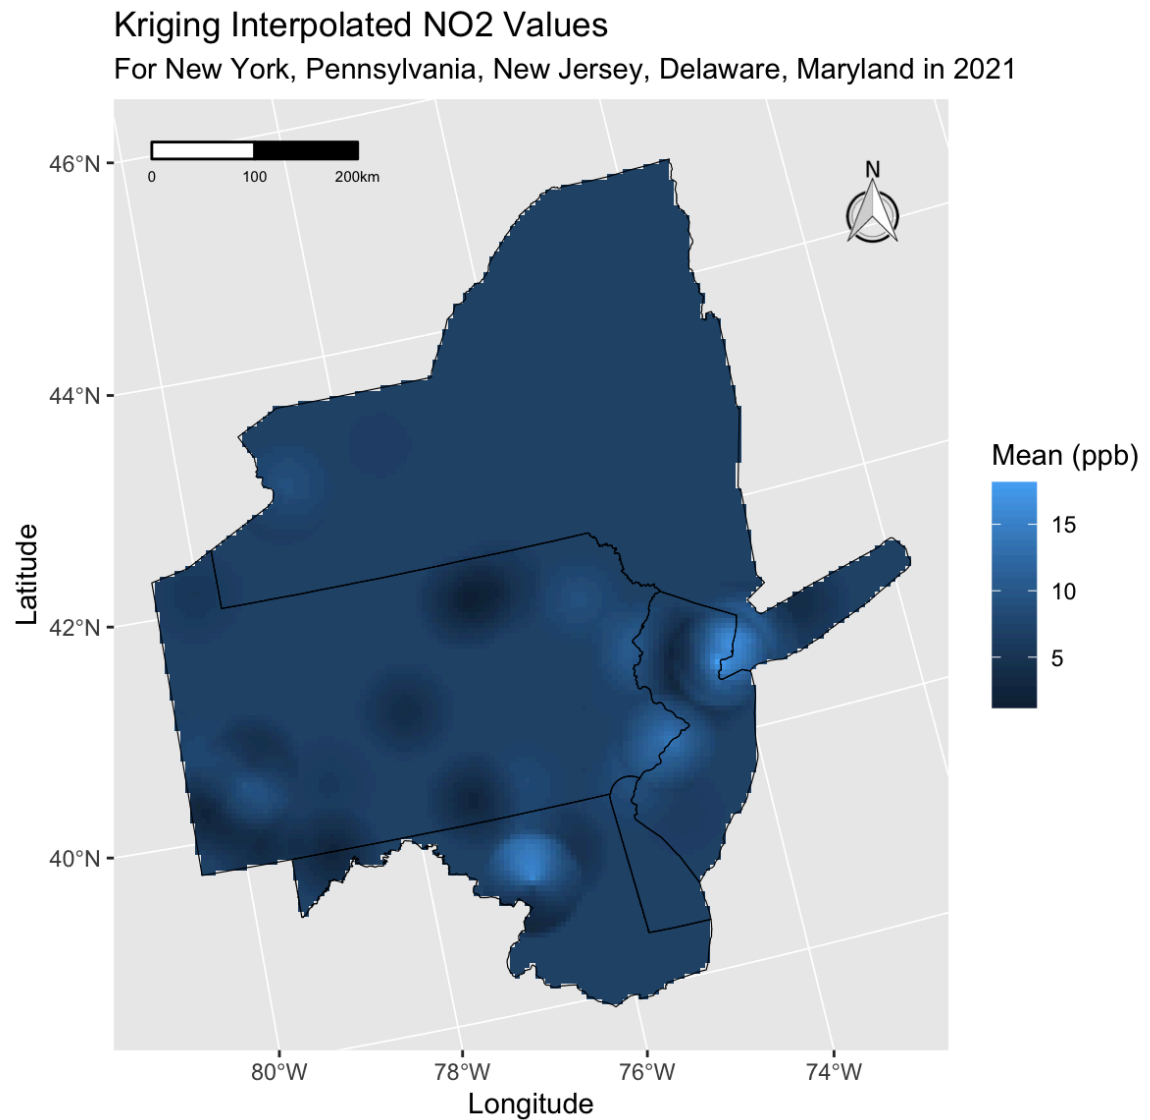 Kriging Interpolated NO2 Values
For New York, Pennsylvania, New Jersey, Delaware, Maryland in 2021
0 100 200km
N
46°N
44°N
42°N
40°N
Latitude
80°W 78°W 76°W 74°W
Longitude
Mean (ppb)
15
10
5